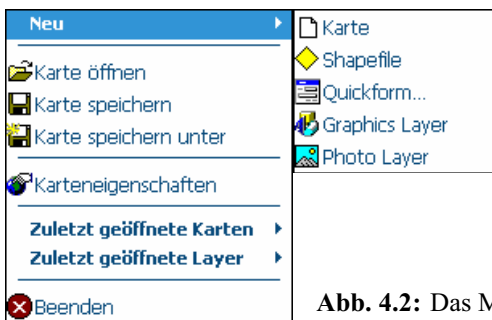 Neu
Karte öffnen
Karte speichern
Karte speichern unter
Karteneigenschaften
Zuletzt geöffnete Karten
Zuletzt geöffnete Layer
Beenden
Karte
Shapefile
Quickform...
Graphics Layer
Photo Layer
Abb. 4.2: Das